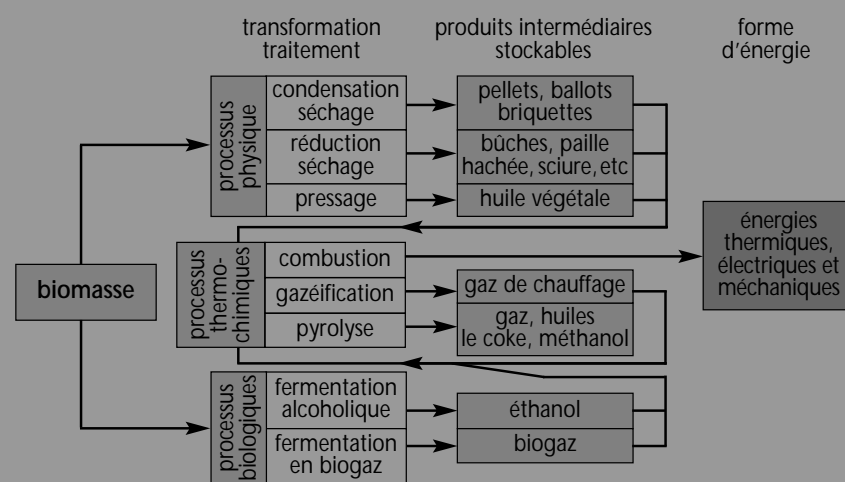 transformation
traitement
produits intermédiaires
stockables
forme
d'énergie
processus
physique
condensation
séchage
pellets, ballots
briquettes
réduction
séchage
bûches, paille
hachée, sciure, etc
pressage
huile végétale
biomasse
processus
thermo-
chimiques
combustion
énergies
thermiques,
électriques et
méchaniques
gazéification
gaz de chauffage
pyrolyse
gaz, huiles
le coke, méthanol
processus
biologiques
fermentation
alcoholique
éthanol
fermentation
en biogaz
biogaz